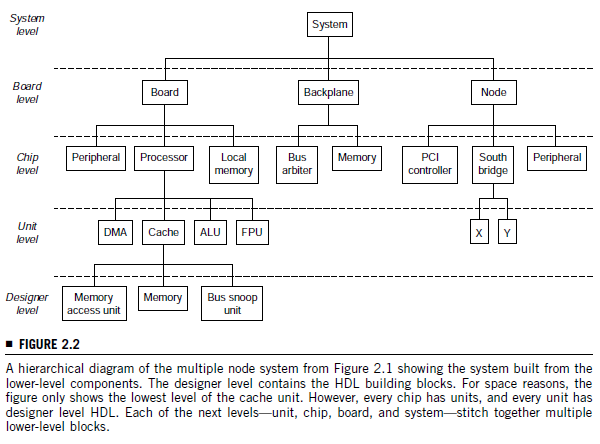 System
level
System
Board
level
Board
Backplane
Node
Chip
level
Peripheral
Processor
Local
memory
Bus
arbiter
Memory
PCI
controller
South
bridge
Peripheral
Unit
level
DMA
Cache
ALU
FPU
X
Y
Designer
level
Memory
access unit
Memory
Bus snoop
unit
■ FIGURE 2.2
A hierarchical diagram of the multiple node system from Figure 2.1 showing the system built from the
lower-level components. The designer level contains the HDL building blocks. For space reasons, the
figure only shows the lowest level of the cache unit. However, every chip has units, and every unit has
designer level HDL. Each of the next levels—unit, chip, board, and system—stitch together multiple
lower-level blocks.